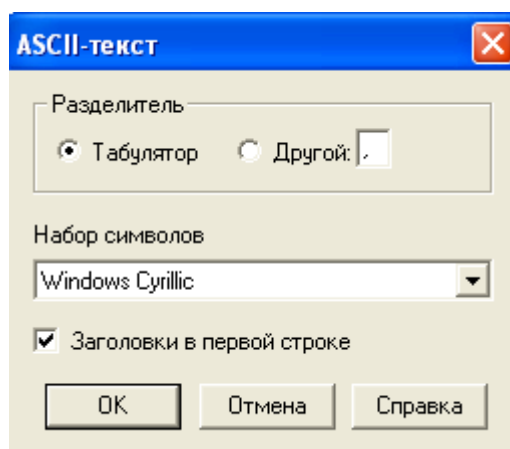 ASCII-текст
Разделитель
Табулятор Другой: ,
Набор символов
Windows Cyrillic
Заголовки в первой строке
OK Отмена Справка